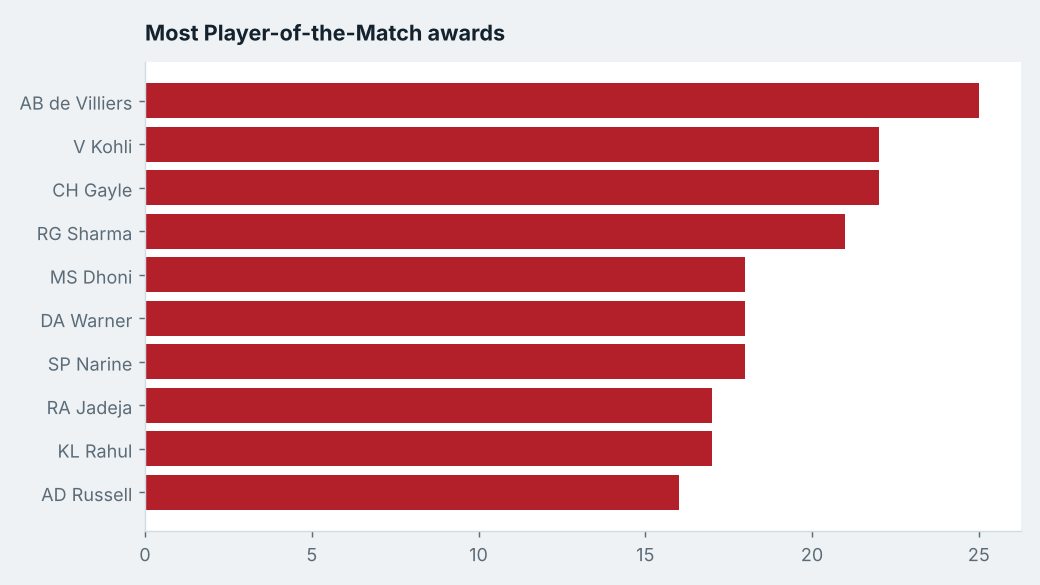 Most Player-of-the-Match awards
AB de Villiers
V Kohli
CH Gayle
RG Sharma
MS Dhoni
DA Warner
SP Narine
RA Jadeja
KL Rahul
AD Russell
0 5 10 15 20 25